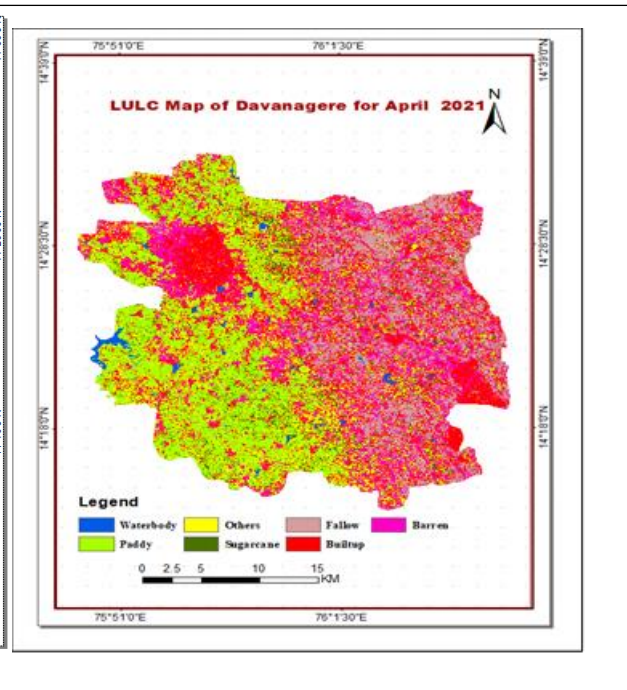 75°51'0"E 76°1'30"E
14°39'0"N 14°39'0"N
N
LULC Map of Davanagere for April 2021
14°28'30"N 14°28'30"N
14°18'0"N 14°18'0"N
Legend
Waterbody Others Fallow Barren
Paddy Sugarcane Builtup
0 2.5 5 10 15
KM
75°51'0"E 76°1'30"E